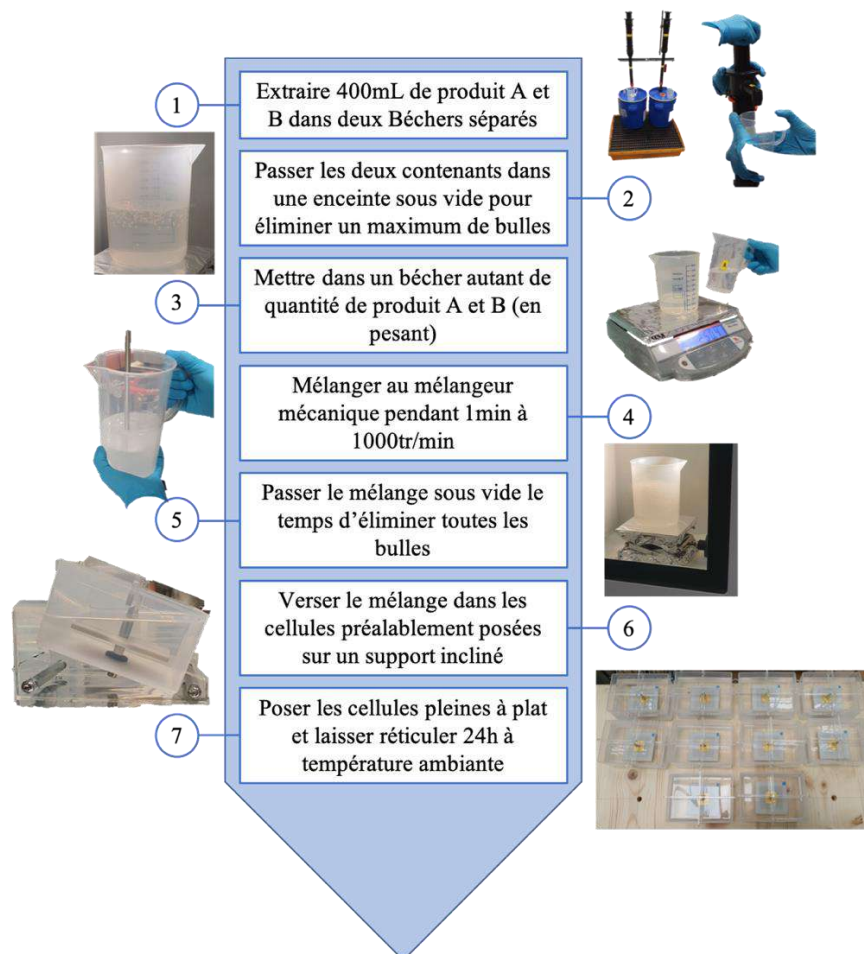 1
Extraire 400mL de produit A et
B dans deux Béchers séparés
Passer les deux contenants dans
une enceinte sous vide pour
éliminer un maximum de bulles
2
3
Mettre dans un bécher autant de
quantité de produit A et B (en
pesant)
Mélanger au mélangeur
mécanique pendant 1min à
1000tr/min
4
5
Passer le mélange sous vide le
temps d’éliminer toutes les
bulles
Verser le mélange dans les
cellules préalablement posées
sur un support incliné
6
7
Poser les cellules pleines à plat
et laisser réticuler 24h à
température ambiante